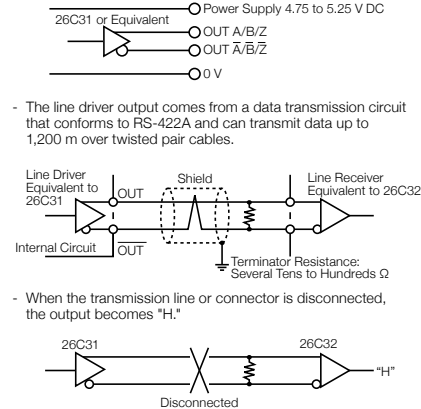 Power Supply 4.75 to 5.25 V DC
26C31 or Equivalent
OUT A/B/Z
OUT A̅/B̅/Z̅
0 V
- The line driver output comes from a data transmission circuit
that conforms to RS-422A and can transmit data up to
1,200 m over twisted pair cables.
Line Driver
Equivalent to
26C31
OUT
Shield
Line Receiver
Equivalent to 26C32
Internal Circuit
O̅U̅T̅
Terminator Resistance:
Several Tens to Hundreds Ω
- When the transmission line or connector is disconnected,
the output becomes "H."
26C31
26C32
"H"
Disconnected